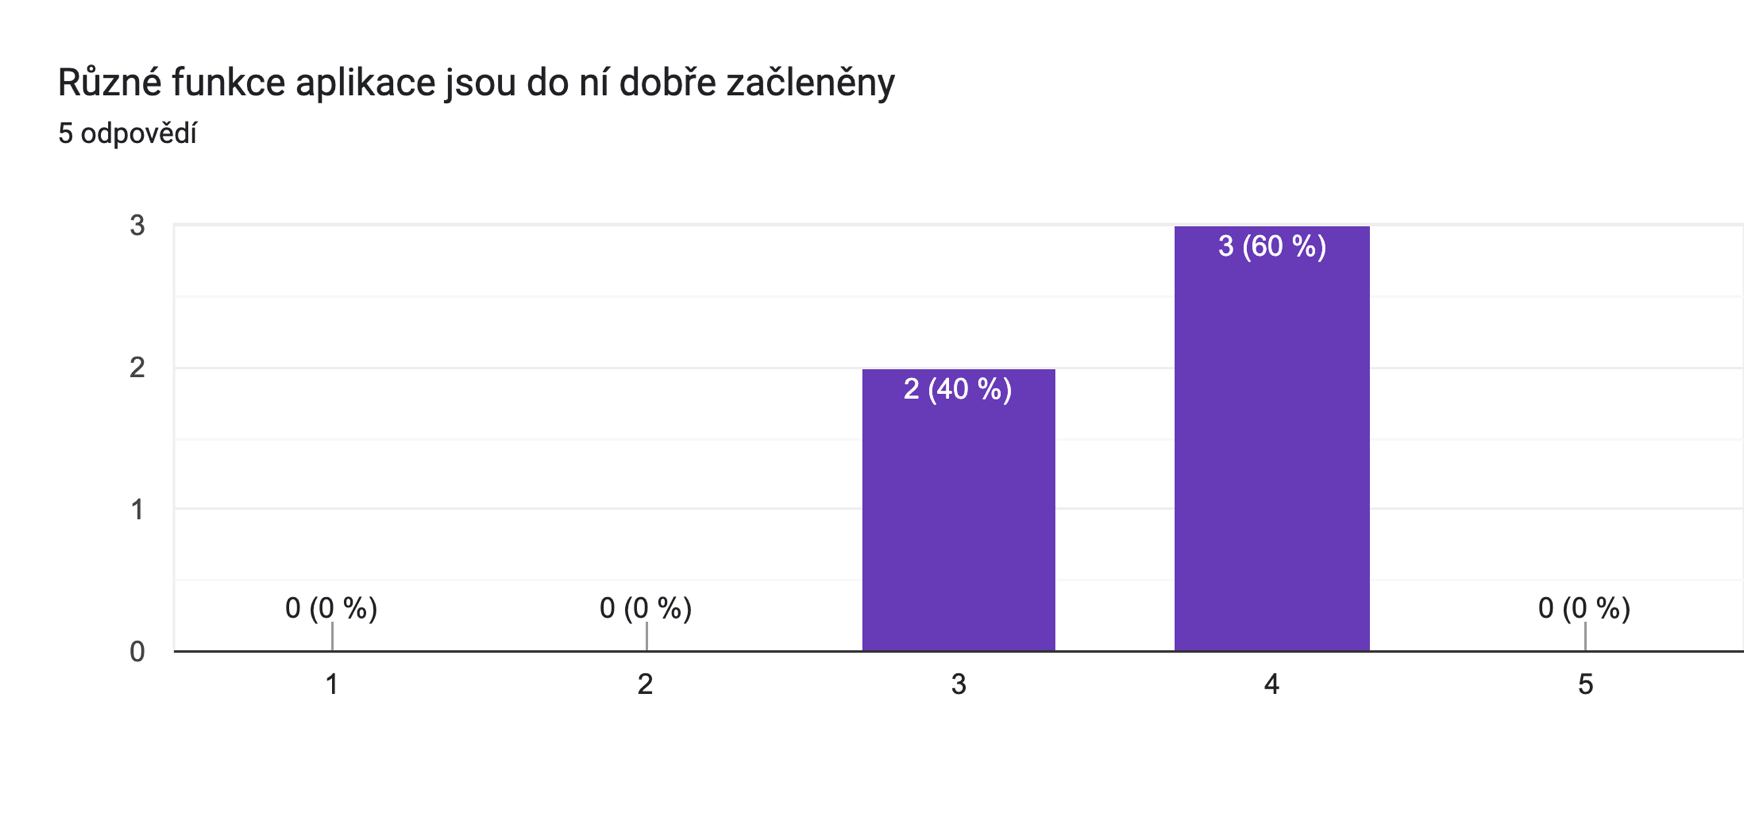 Různé funkce aplikace jsou do ní dobře začleněny
5 odpovědí
3
2
1
0
0 (0 %)
0 (0 %)
2 (40 %)
3 (60 %)
0 (0 %)
1
2
3
4
5